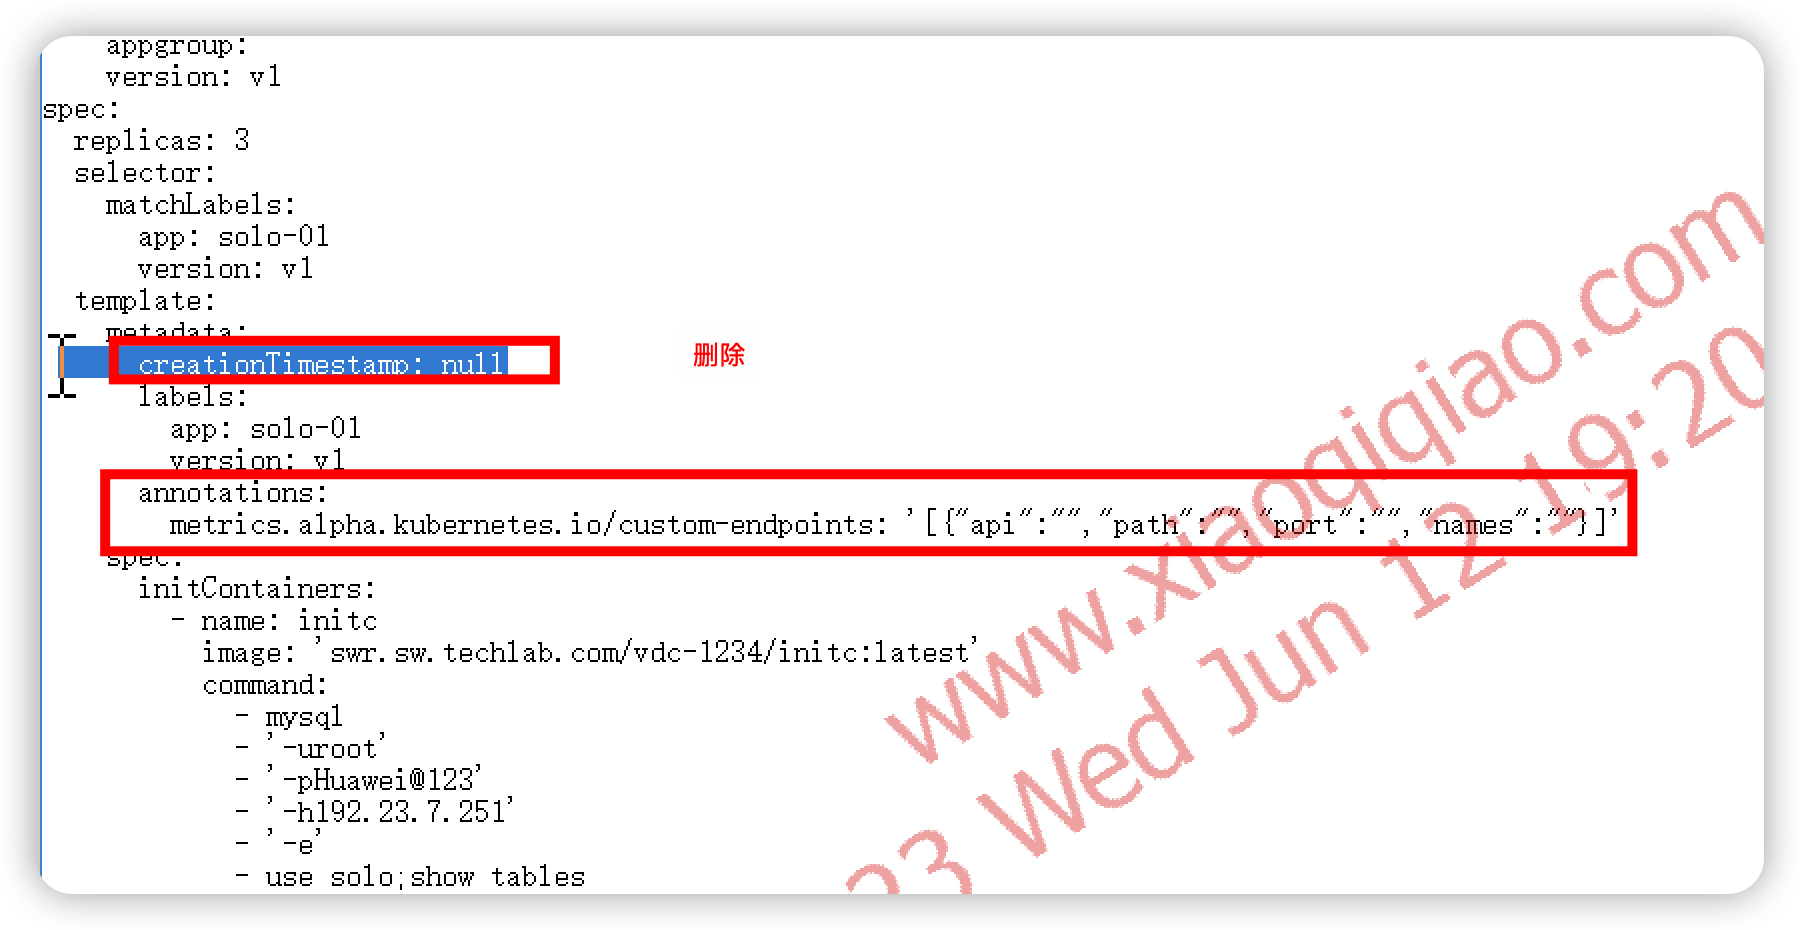 appgroup:
version: v1
spec:
replicas: 3
selector:
matchLabels:
app: solo-01
version: v1
template:
metadata:
creationTimestamp: null
删除
labels:
app: solo-01
version: v1
annotations:
metrics.alpha.kubernetes.io/custom-endpoints: '[{"api":"","path":"","port":"","names":""}]'
spec:
initContainers:
- name: initc
image: 'swr.sw.techlab.com/vdc-1234/initc:latest'
command:
- mysql
- '-uroot'
- '-pHuawei@123'
- '-h192.23.7.251'
- '-e'
- use solo;show tables
www.xiaoqiqiao.com
23 Wed Jun 12 19:20